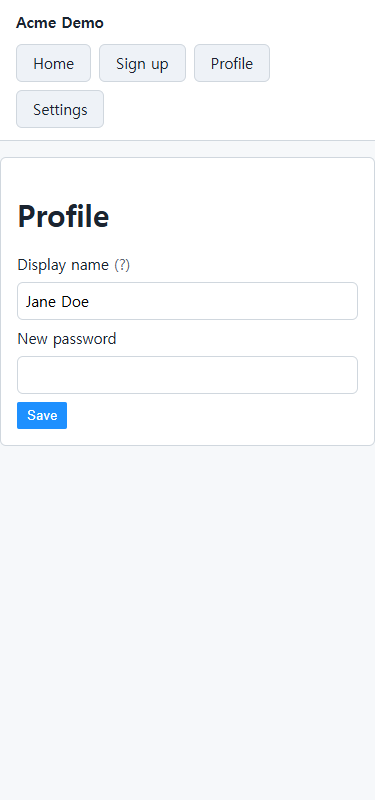 Acme Demo
Home
Sign up
Profile
Settings
Profile
Display name (?)
Jane Doe
New password
Save